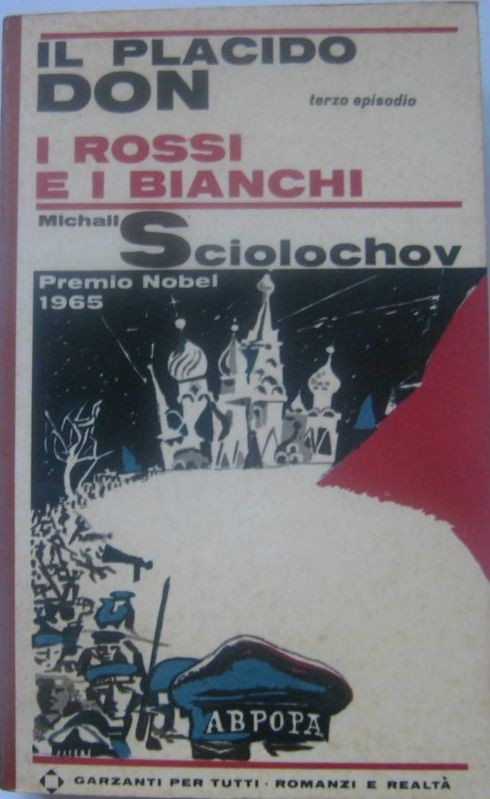 IL PLACIDO
DON
terzo episodio
I ROSSI
E I BIANCHI
Michail
Sciolochov
Premio Nobel
1965
АВРОРА
GARZANTI PER TUTTI · ROMANZI E REALTÀ